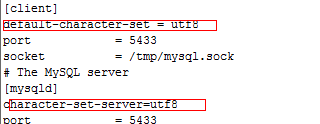 [client]
default-character-set = utf8
port            = 5433
socket          = /tmp/mysql.sock
# The MySQL server
[mysqld]
character-set-server=utf8
port            = 5433